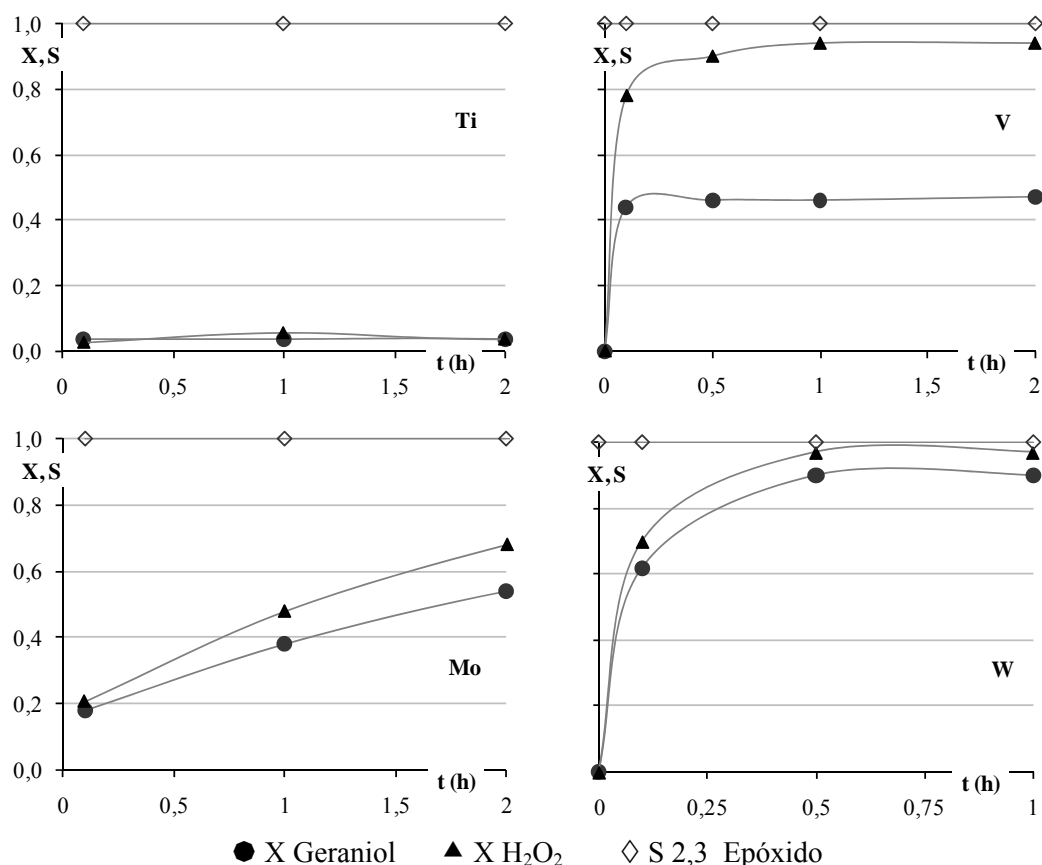 1,0
X, S
0,8
Ti
0,6
0,4
0,2
0,0
t (h)
0 0,5 1 1,5 2
X, S
V
t (h)
0 0,5 1 1,5 2
1,0
X, S
0,8
0,6
0,4
Mo
0,2
0,0
t (h)
0 0,5 1 1,5 2
X, S
W
t (h)
0 0,25 0,5 0,75 1
X Geraniol X H₂O₂ S 2,3 Epóxido